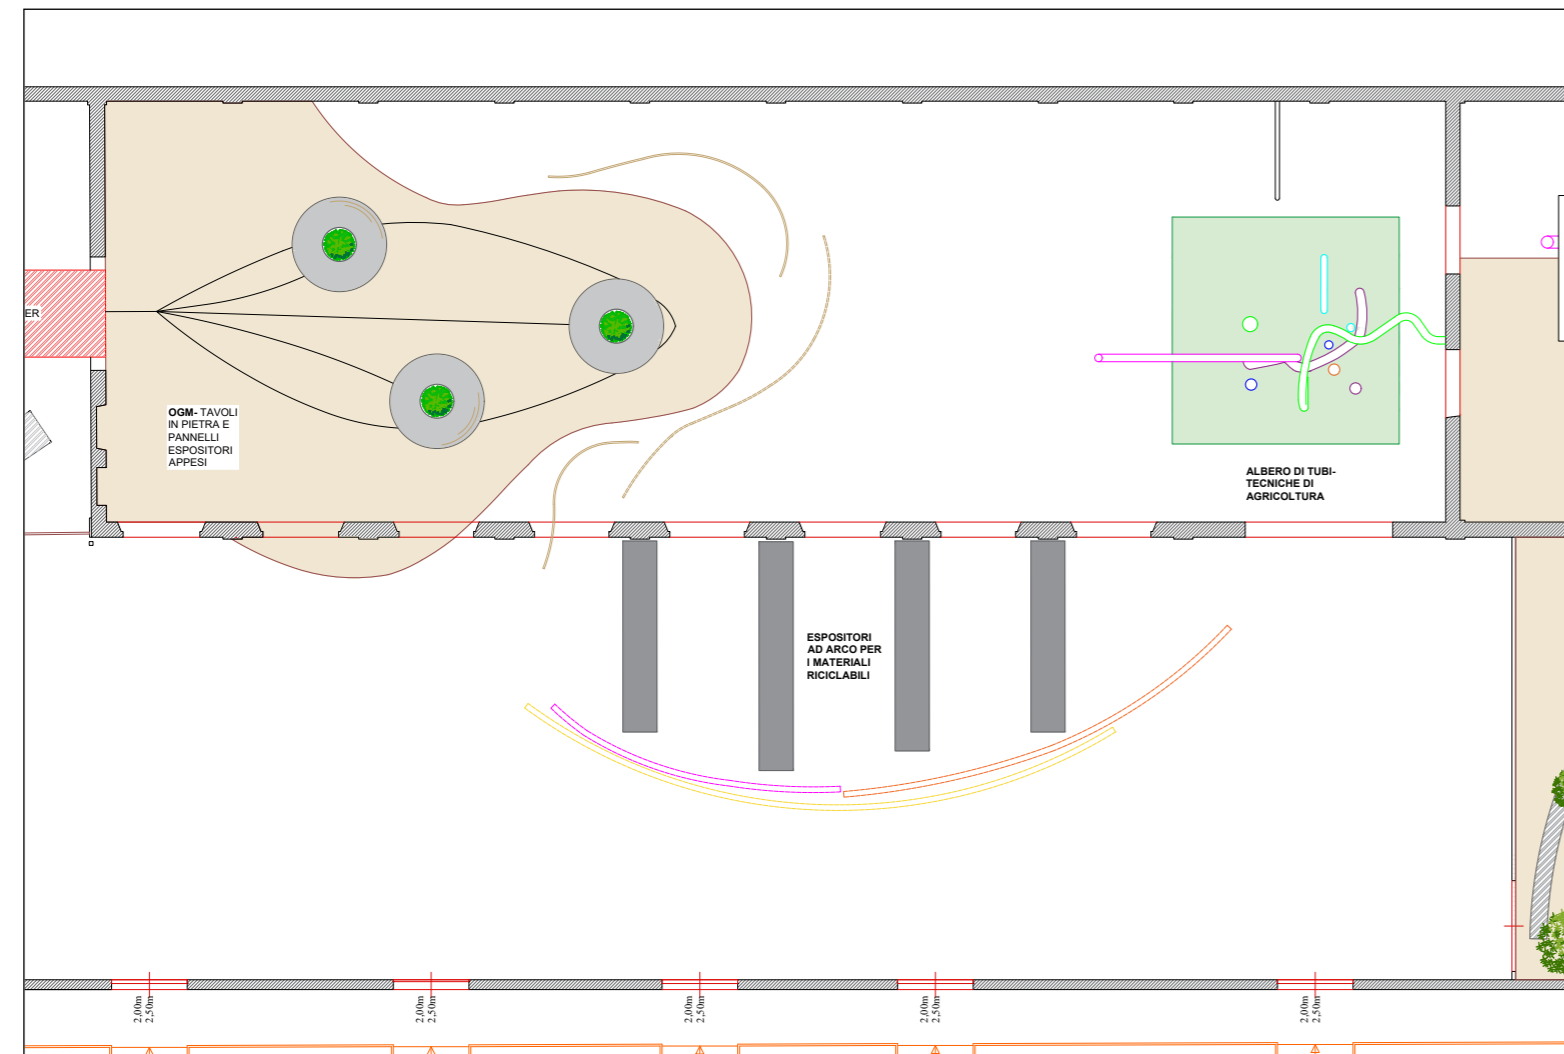 ER
OGM- TAVOLI
IN PIETRA E
PANNELLI
ESPOSITORI
APPESI
ALBERO DI TUBI-
TECNICHE DI
AGRICOLTURA
ESPOSITORI
AD ARCO PER
I MATERIALI
RICICLABILI
2,00m
2,50m
2,00m
2,50m
2,00m
2,50m
2,00m
2,50m
2,00m
2,50m